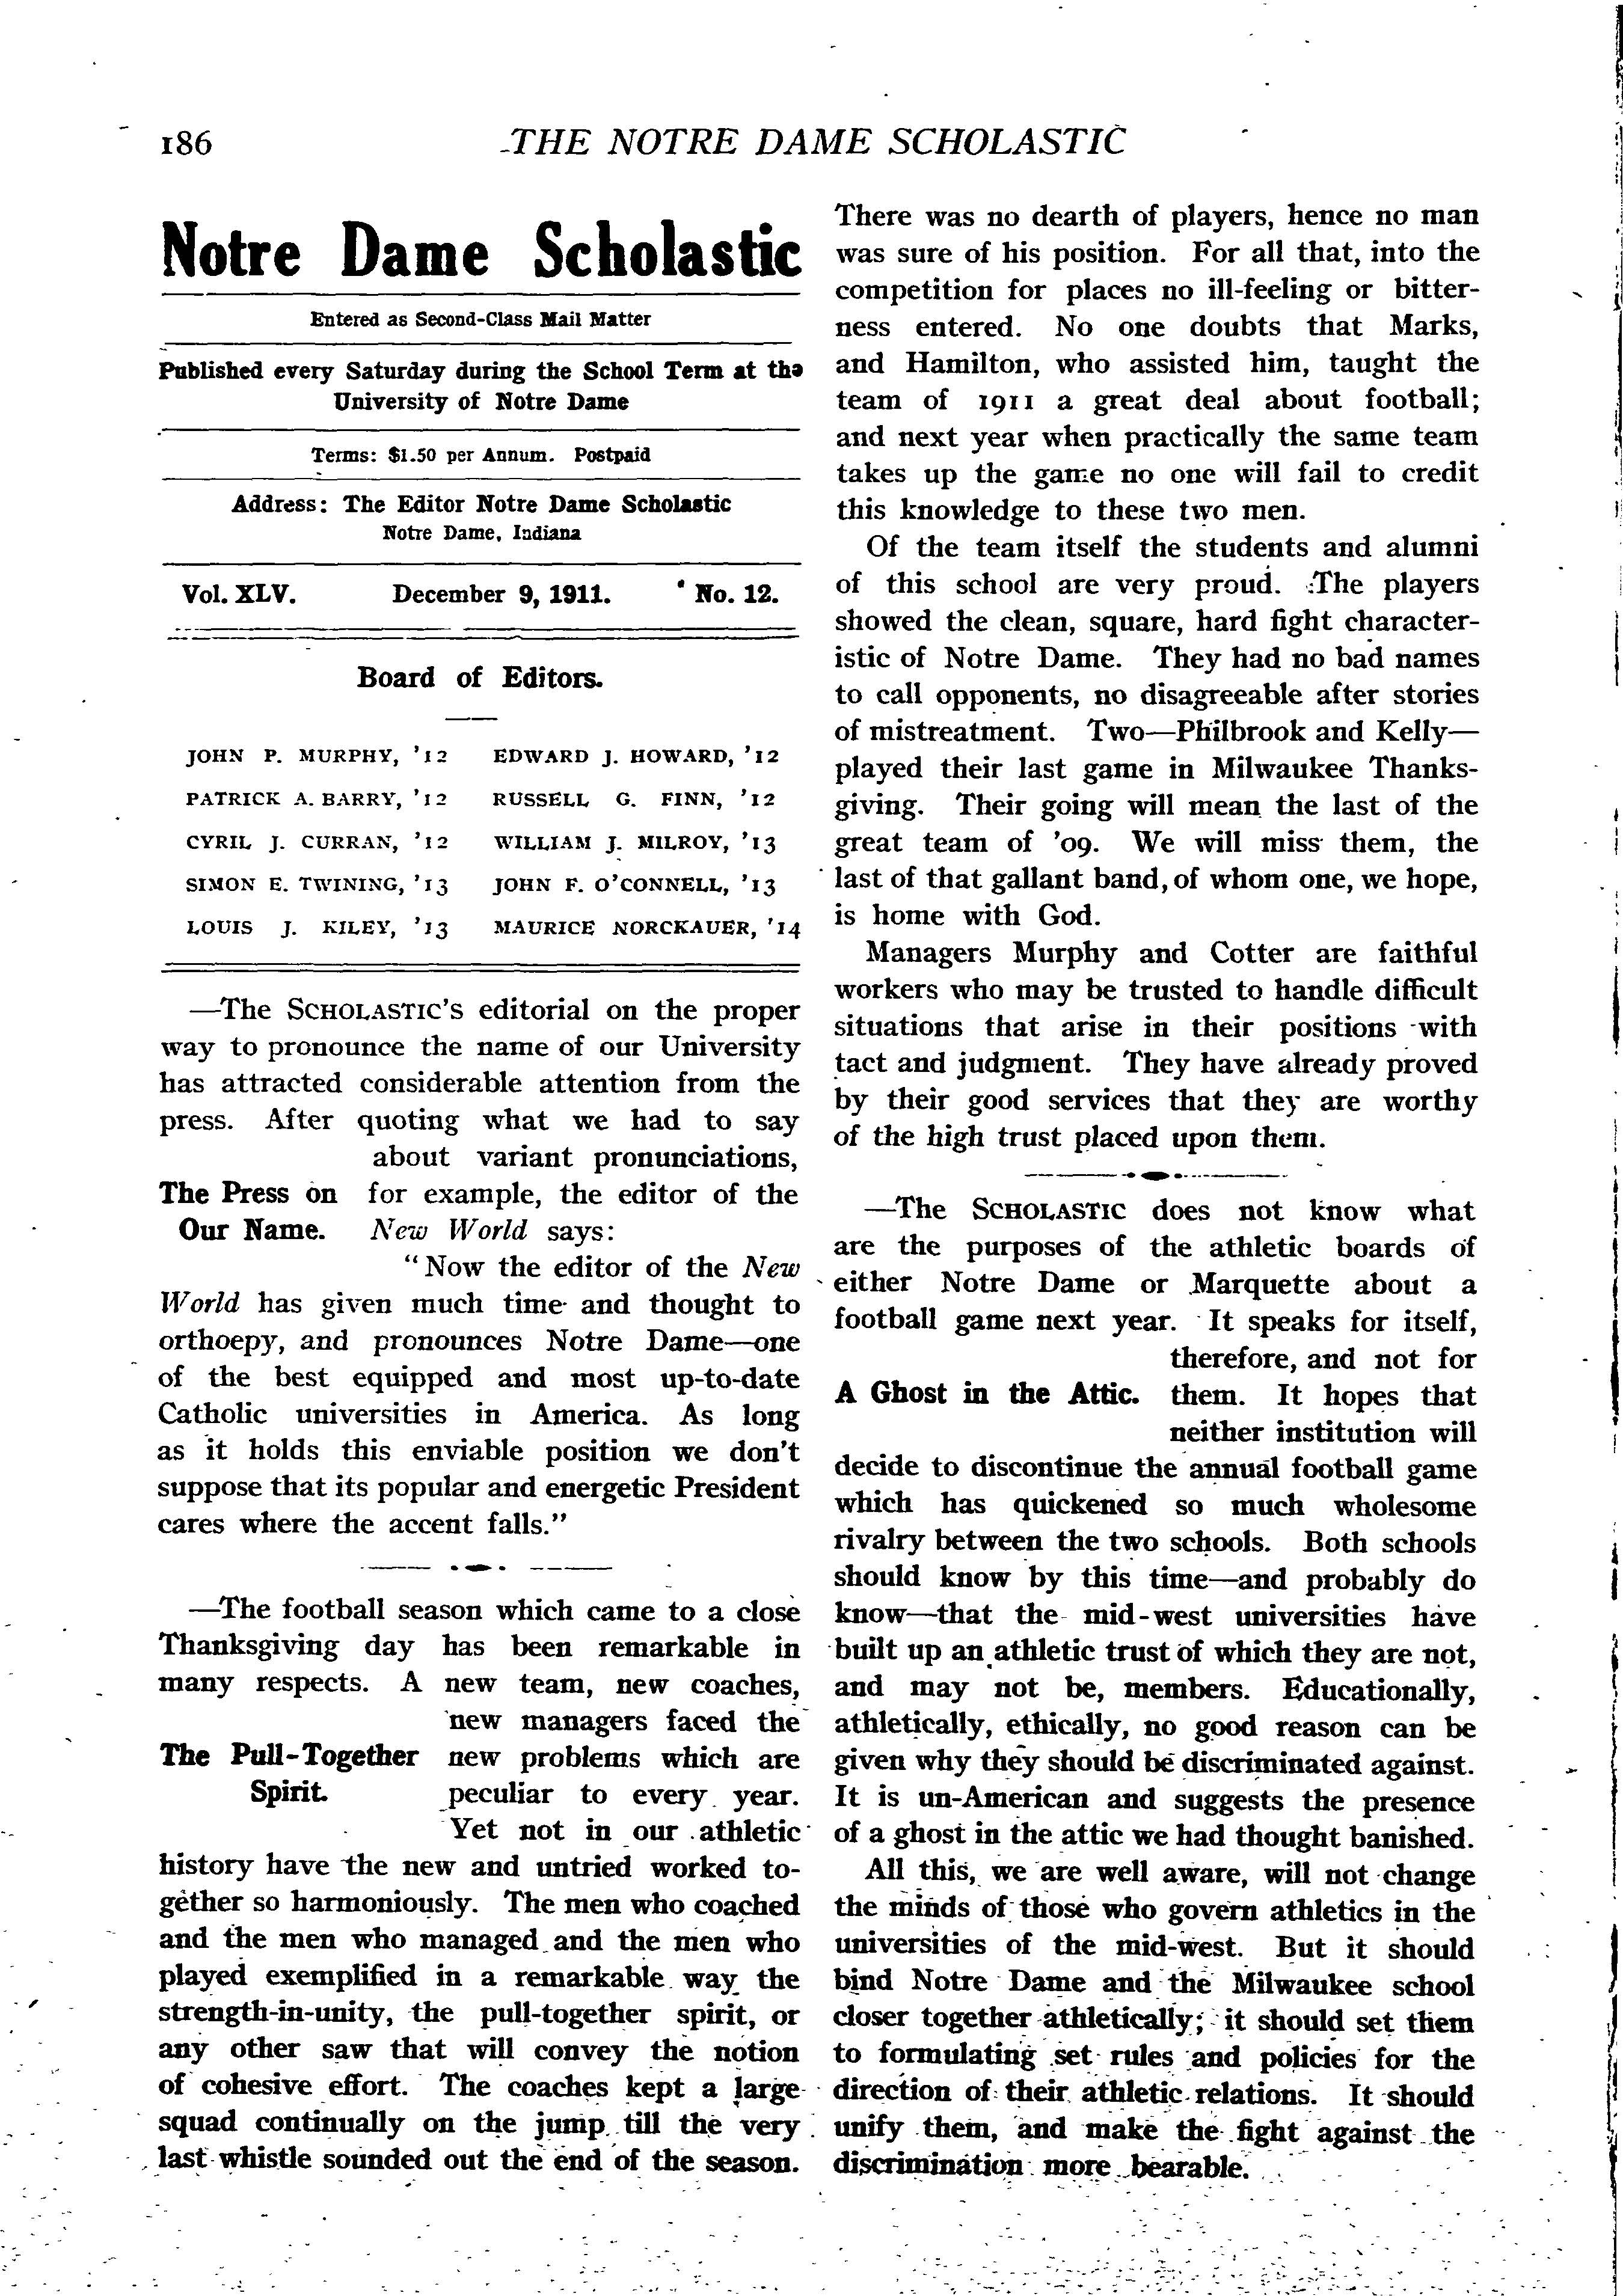 186
THE NOTRE DAME SCHOLASTIC
Notre Dame Scholastic
Entered as Second-Class Mail Matter
Published every Saturday during the School Term at the
University of Notre Dame
Terms: $1.50 per Annum. Postpaid
Address: The Editor Notre Dame Scholastic
Notre Dame, Indiana
Vol. XLV. December 9, 1911. No. 12.
Board of Editors.
JOHN P. MURPHY, '12 EDWARD J. HOWARD, '12
PATRICK A. BARRY, '12 RUSSELL G. FINN, '12
CYRIL J. CURRAN, '12 WILLIAM J. MILROY, '13
SIMON E. TWINING, '13 JOHN F. O'CONNELL, '13
LOUIS J. KILEY, '13 MAURICE NORCKAUER, '14
—The SCHOLASTIC'S editorial on the proper
way to pronounce the name of our University
has attracted considerable attention from the
press. After quoting what we had to say
about variant pronunciations,
The Press on for example, the editor of the
Our Name. New World says:
"Now the editor of the New
World has given much time and thought to
orthoepy, and pronounces Notre Dame—one
of the best equipped and most up-to-date
Catholic universities in America. As long
as it holds this enviable position we don't
suppose that its popular and energetic President
cares where the accent falls."
—The football season which came to a close
Thanksgiving day has been remarkable in
many respects. A new team, new coaches,
new managers faced the
The Pull-Together new problems which are
Spirit. peculiar to every year.
Yet not in our athletic
history have the new and untried worked to-
gether so harmoniously. The men who coached
and the men who managed and the men who
played exemplified in a remarkable way the
strength-in-unity, the pull-together spirit, or
any other saw that will convey the notion
of cohesive effort. The coaches kept a large
squad continually on the jump till the very
last whistle sounded out the end of the season.
There was no dearth of players, hence no man
was sure of his position. For all that, into the
competition for places no ill-feeling or bitter-
ness entered. No one doubts that Marks,
and Hamilton, who assisted him, taught the
team of 1911 a great deal about football;
and next year when practically the same team
takes up the game no one will fail to credit
this knowledge to these two men.
Of the team itself the students and alumni
of this school are very proud. The players
showed the clean, square, hard fight character-
istic of Notre Dame. They had no bad names
to call opponents, no disagreeable after stories
of mistreatment. Two—Philbrook and Kelly—
played their last game in Milwaukee Thanks-
giving. Their going will mean the last of the
great team of '09. We will miss them, the
last of that gallant band, of whom one, we hope,
is home with God.
Managers Murphy and Cotter are faithful
workers who may be trusted to handle difficult
situations that arise in their positions with
tact and judgment. They have already proved
by their good services that they are worthy
of the high trust placed upon them.
—The SCHOLASTIC does not know what
are the purposes of the athletic boards of
either Notre Dame or Marquette about a
football game next year. It speaks for itself,
therefore, and not for
A Ghost in the Attic. them. It hopes that
neither institution will
decide to discontinue the annual football game
which has quickened so much wholesome
rivalry between the two schools. Both schools
should know by this time—and probably do
know—that the mid-west universities have
built up an athletic trust of which they are not,
and may not be, members. Educationally,
athletically, ethically, no good reason can be
given why they should be discriminated against.
It is un-American and suggests the presence
of a ghost in the attic we had thought banished.
All this, we are well aware, will not change
the minds of those who govern athletics in the
universities of the mid-west. But it should
bind Notre Dame and the Milwaukee school
closer together athletically; it should set them
to formulating set rules and policies for the
direction of their athletic relations. It should
unify them, and make the fight against the
discrimination more bearable.